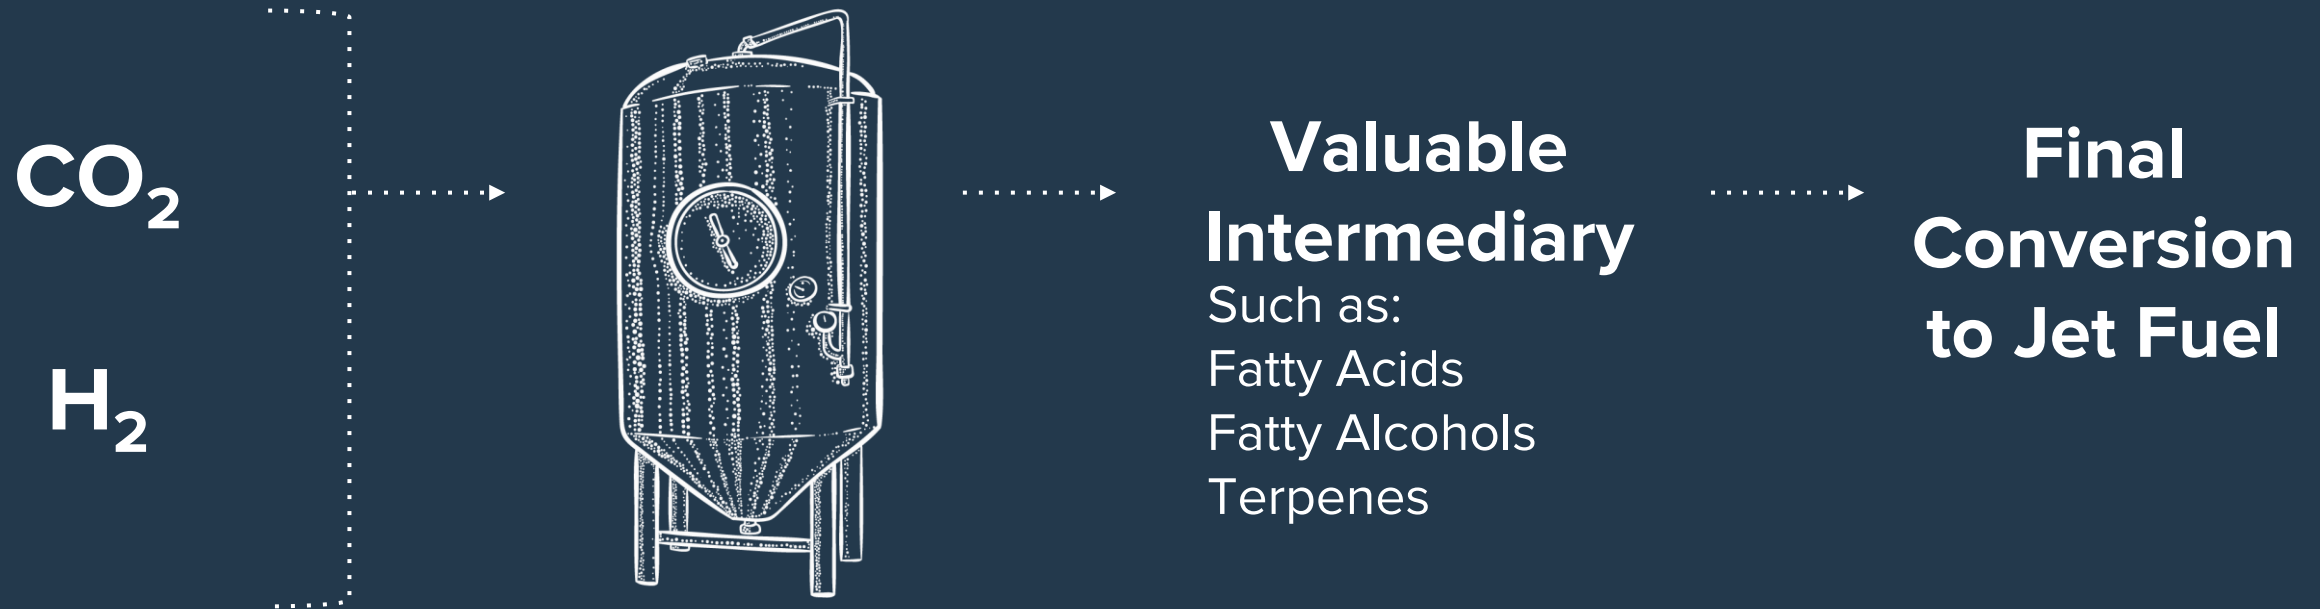 CO₂
H₂
Valuable
Intermediary
Such as:
Fatty Acids
Fatty Alcohols
Terpenes
Final
Conversion
to Jet Fuel